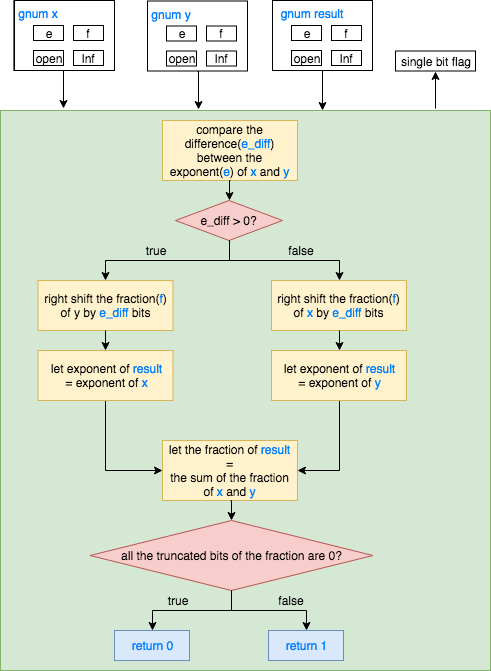 gnum x
e f
open Inf
gnum y
e f
open Inf
gnum result
e f
open Inf
single bit flag
compare the
difference(e_diff)
between the
exponent(e) of x and y
e_diff > 0?
true
false
right shift the fraction(f)
of y by e_diff bits
right shift the fraction(f)
of x by e_diff bits
let exponent of result
= exponent of x
let exponent of result
= exponent of y
let the fraction of result
=
the sum of the fraction
of x and y
all the truncated bits of the fraction are 0?
true
false
return 0
return 1